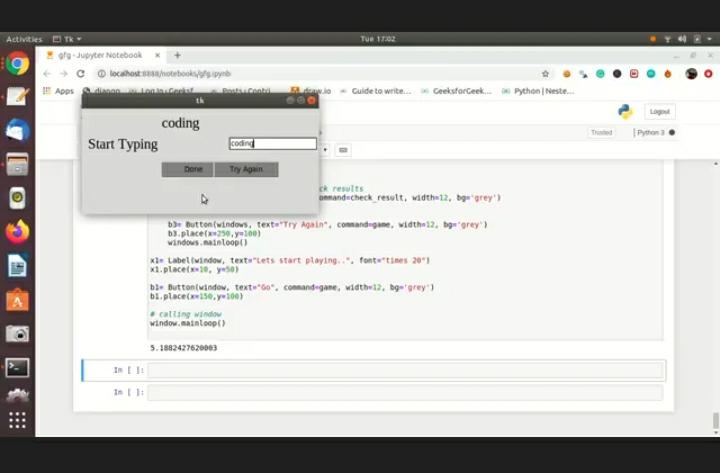 Activities Tk Tue 17:02
gfg - Jupyter Notebook
localhost:8888/notebooks/gfg.ipynb
Apps django Log In ‹ Geeksf... Posts ‹ Contri... draw.io Guide to write... GeeksforGeek... Python | Neste...
tk
coding
Start Typing coding
Done Try Again
Logout
Trusted Python 3
ck results
ommand=check_result, width=12, bg='grey')
b3= Button(windows, text="Try Again", command=game, width=12, bg='grey')
b3.place(x=250,y=100)
windows.mainloop()
x1= Label(window, text="Lets start playing..", font="times 20")
x1.place(x=10, y=50)
b1= Button(window, text="Go", command=game, width=12, bg='grey')
b1.place(x=150,y=100)
# calling window
window.mainloop()
5.1882427620003
In [ ]:
In [ ]: